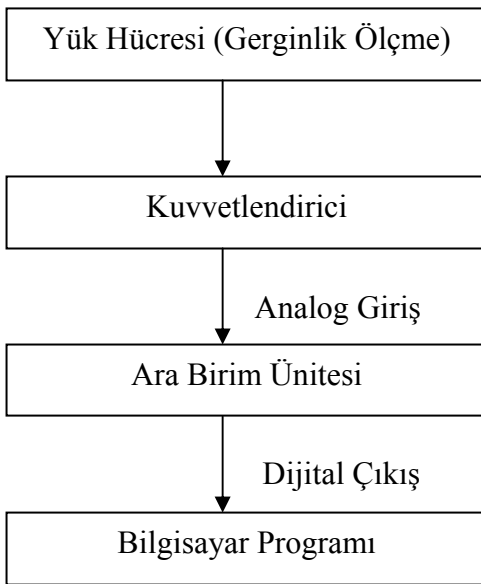 Yük Hücresi (Gerginlik Ölçme)
Kuvvetlendirici
Analog Giriş
Ara Birim Ünitesi
Dijital Çıkış
Bilgisayar Programı